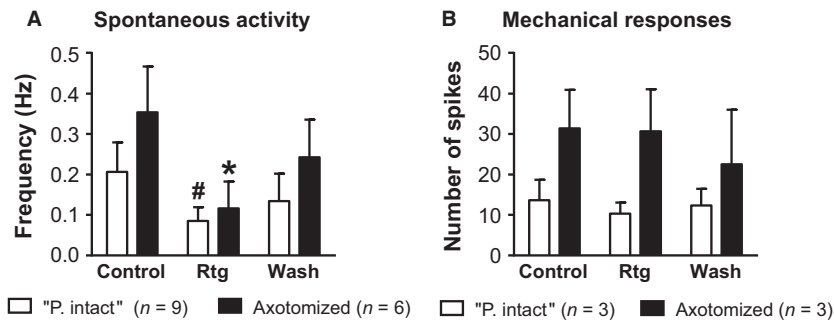 A Spontaneous activity
Frequency (Hz)
0.5
0.4
0.3
0.2
0.1
0.0
#
*
Control Rtg Wash
"P. intact" (n = 9) Axotomized (n = 6)
B Mechanical responses
Number of spikes
50
40
30
20
10
0
Control Rtg Wash
"P. intact" (n = 3) Axotomized (n = 3)